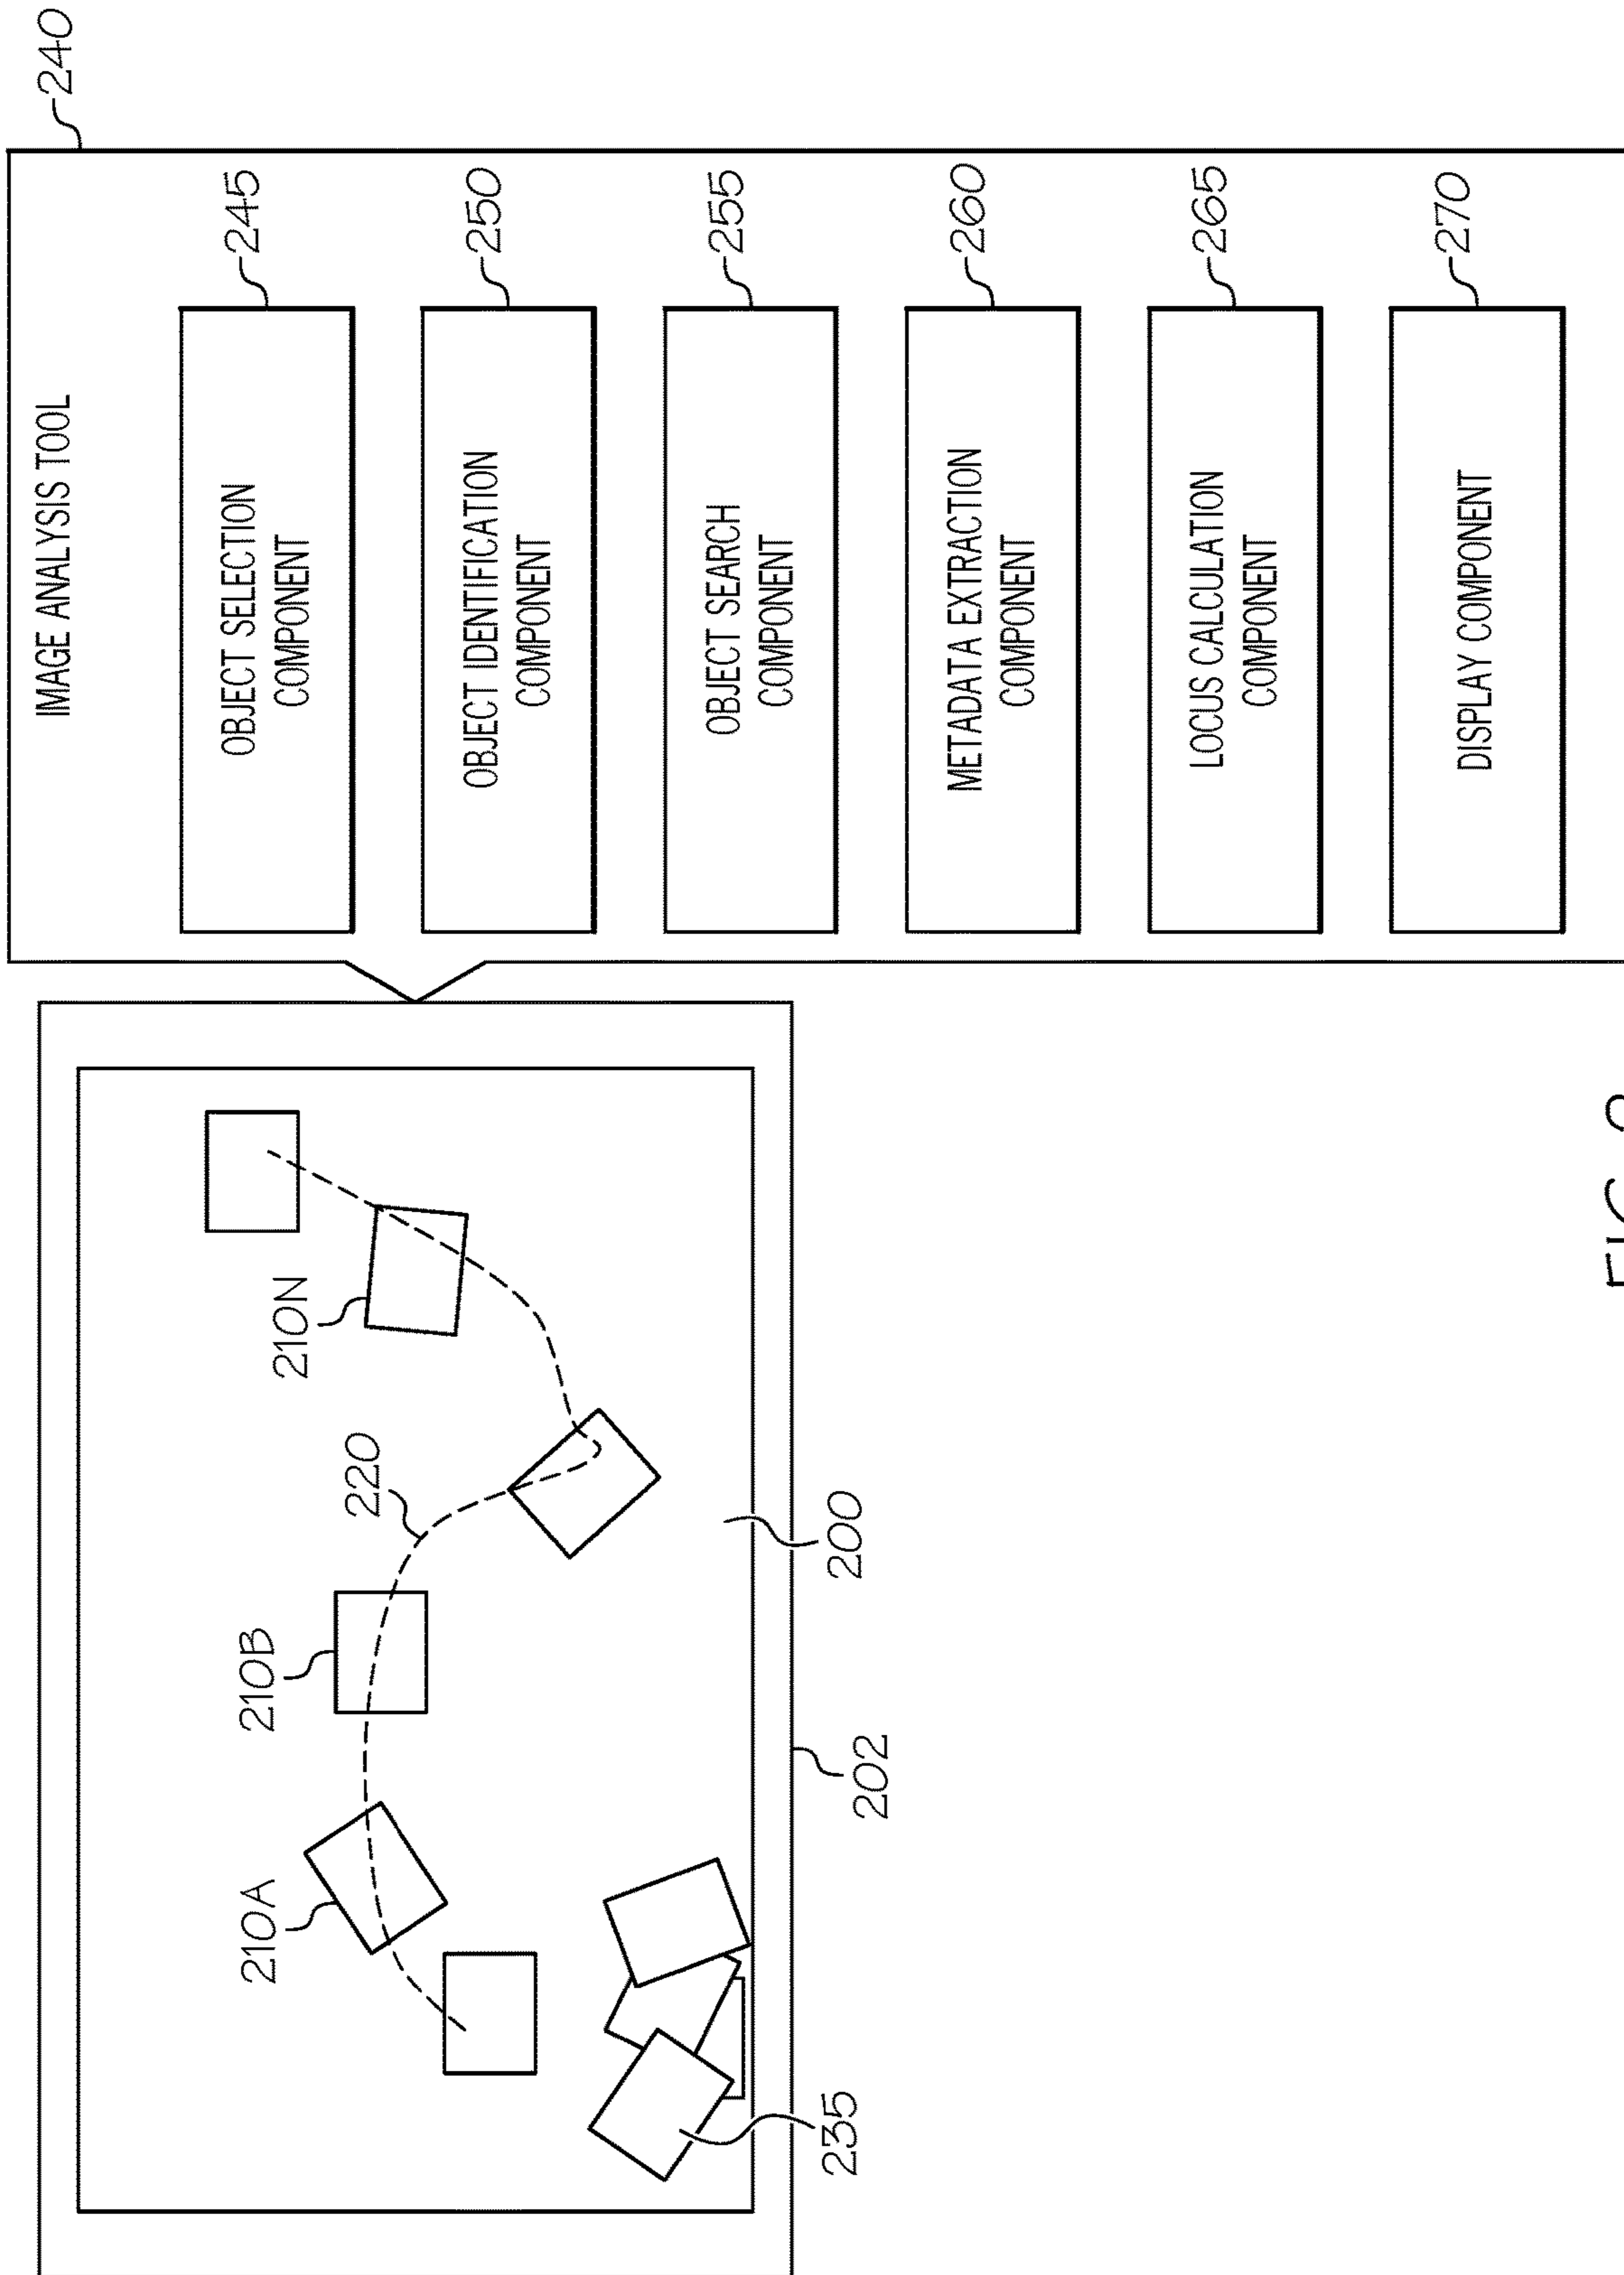 IMAGE ANALYSIS TOOL
240
OBJECT SELECTION
COMPONENT
245
OBJECT IDENTIFICATION
COMPONENT
250
OBJECT SEARCH
COMPONENT
255
METADATA EXTRACTION
COMPONENT
260
LOCUS CALCULATION
COMPONENT
265
DISPLAY COMPONENT
270
210A
210B
220
210N
235
202
200